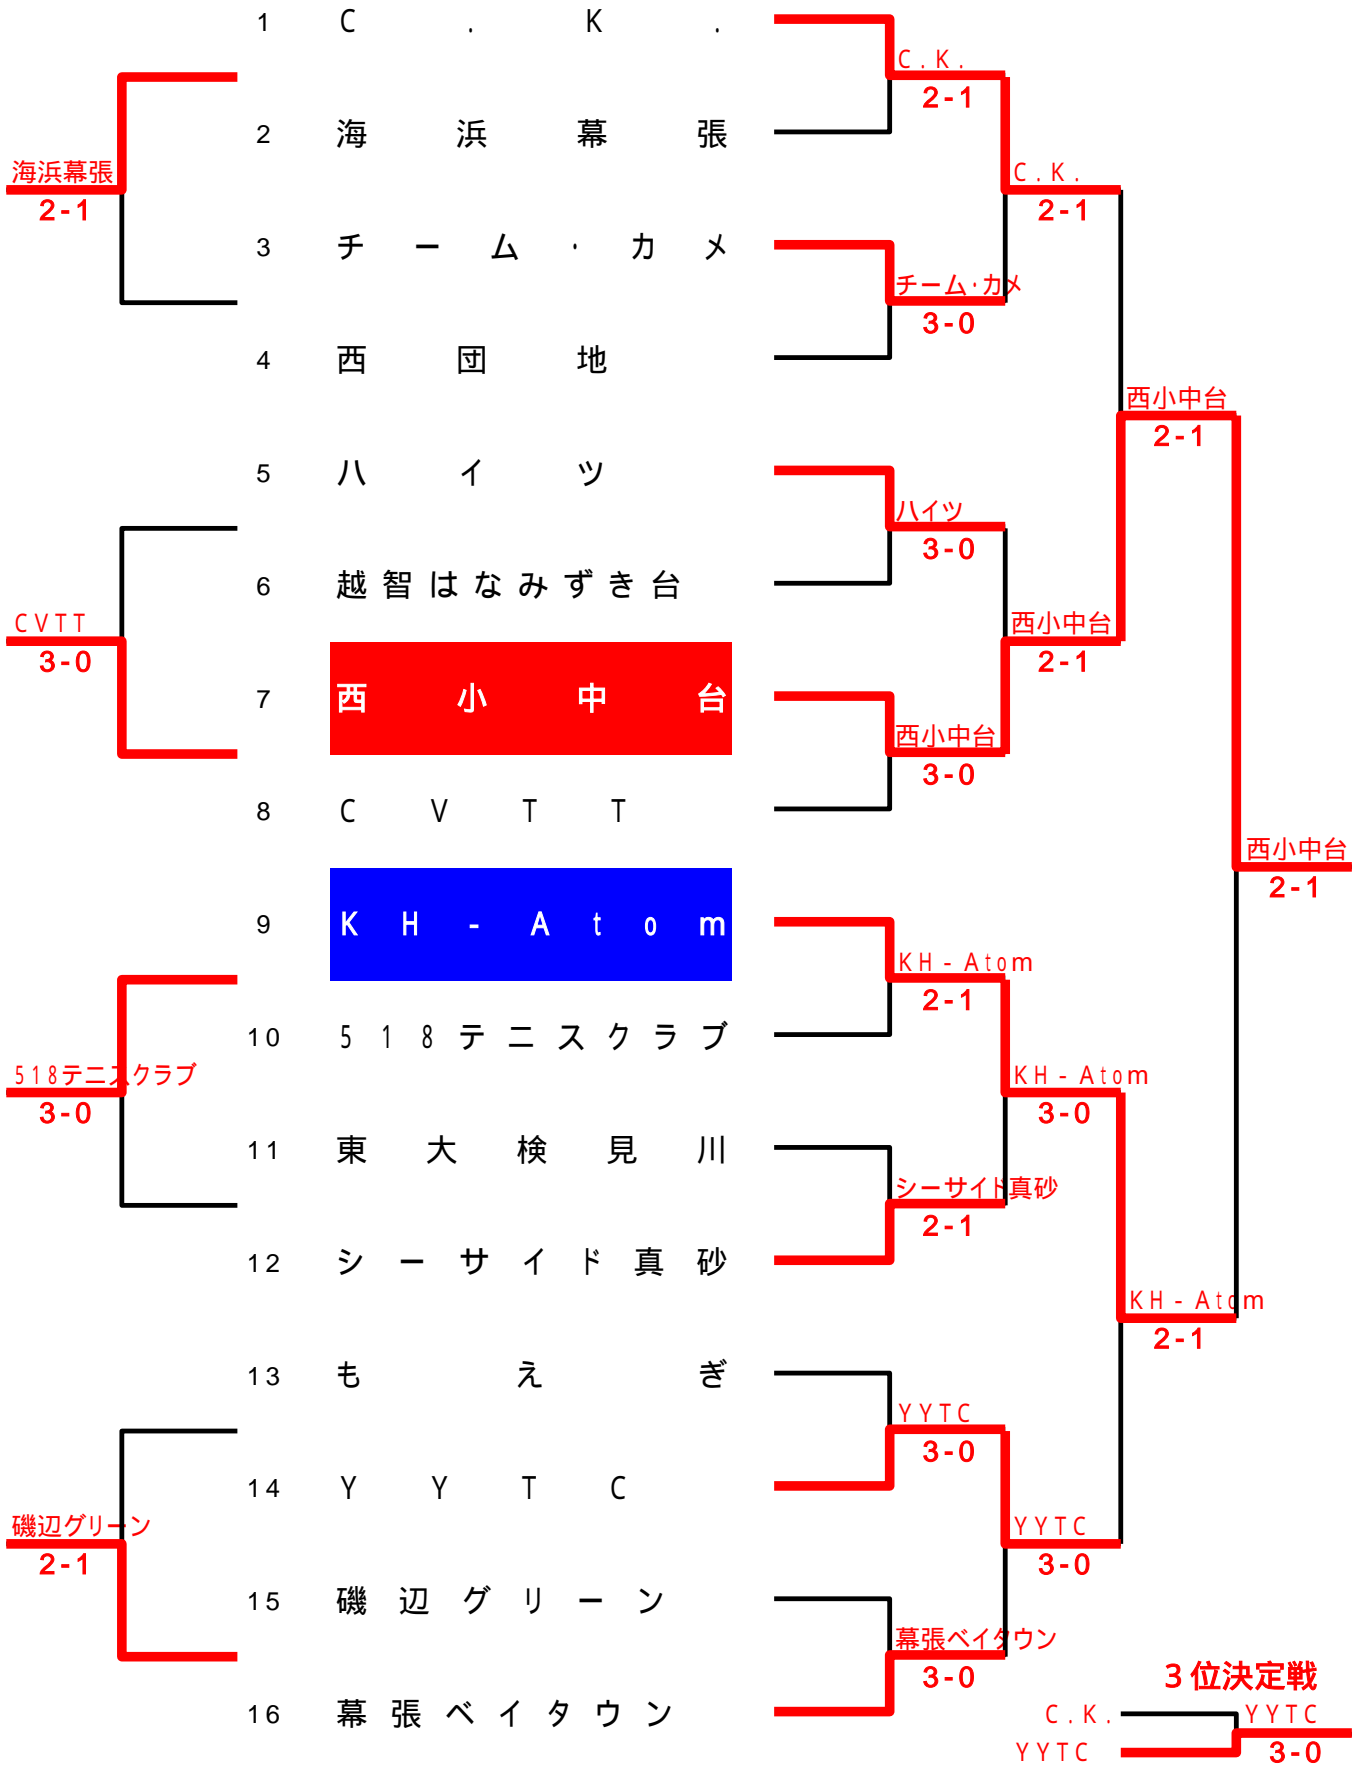 1 C.K.
C.K.
2-1
2 海浜幕張
海浜幕張
2-1
C.K.
2-1
3 チーム・カメ
チーム・カメ
3-0
4 西団地
西小中台
2-1
5 ハイツ
ハイツ
3-0
6 越智はなみずき台
CVTT
3-0
西小中台
2-1
7 西小中台
西小中台
3-0
8 CVTT
西小中台
2-1
9 KH-Atom
KH-Atom
2-1
10 518テニスクラブ
518テニスクラブ
3-0
KH-Atom
3-0
11 東大検見川
シーサイド真砂
2-1
12 シーサイド真砂
KH-Atom
2-1
13 もえぎ
YYTC
3-0
14 YYTC
磯辺グリーン
2-1
YYTC
3-0
15 磯辺グリーン
幕張ベイタウン
3-0
16 幕張ベイタウン
3位決定戦
C.K.
YYTC
YYTC
3-0